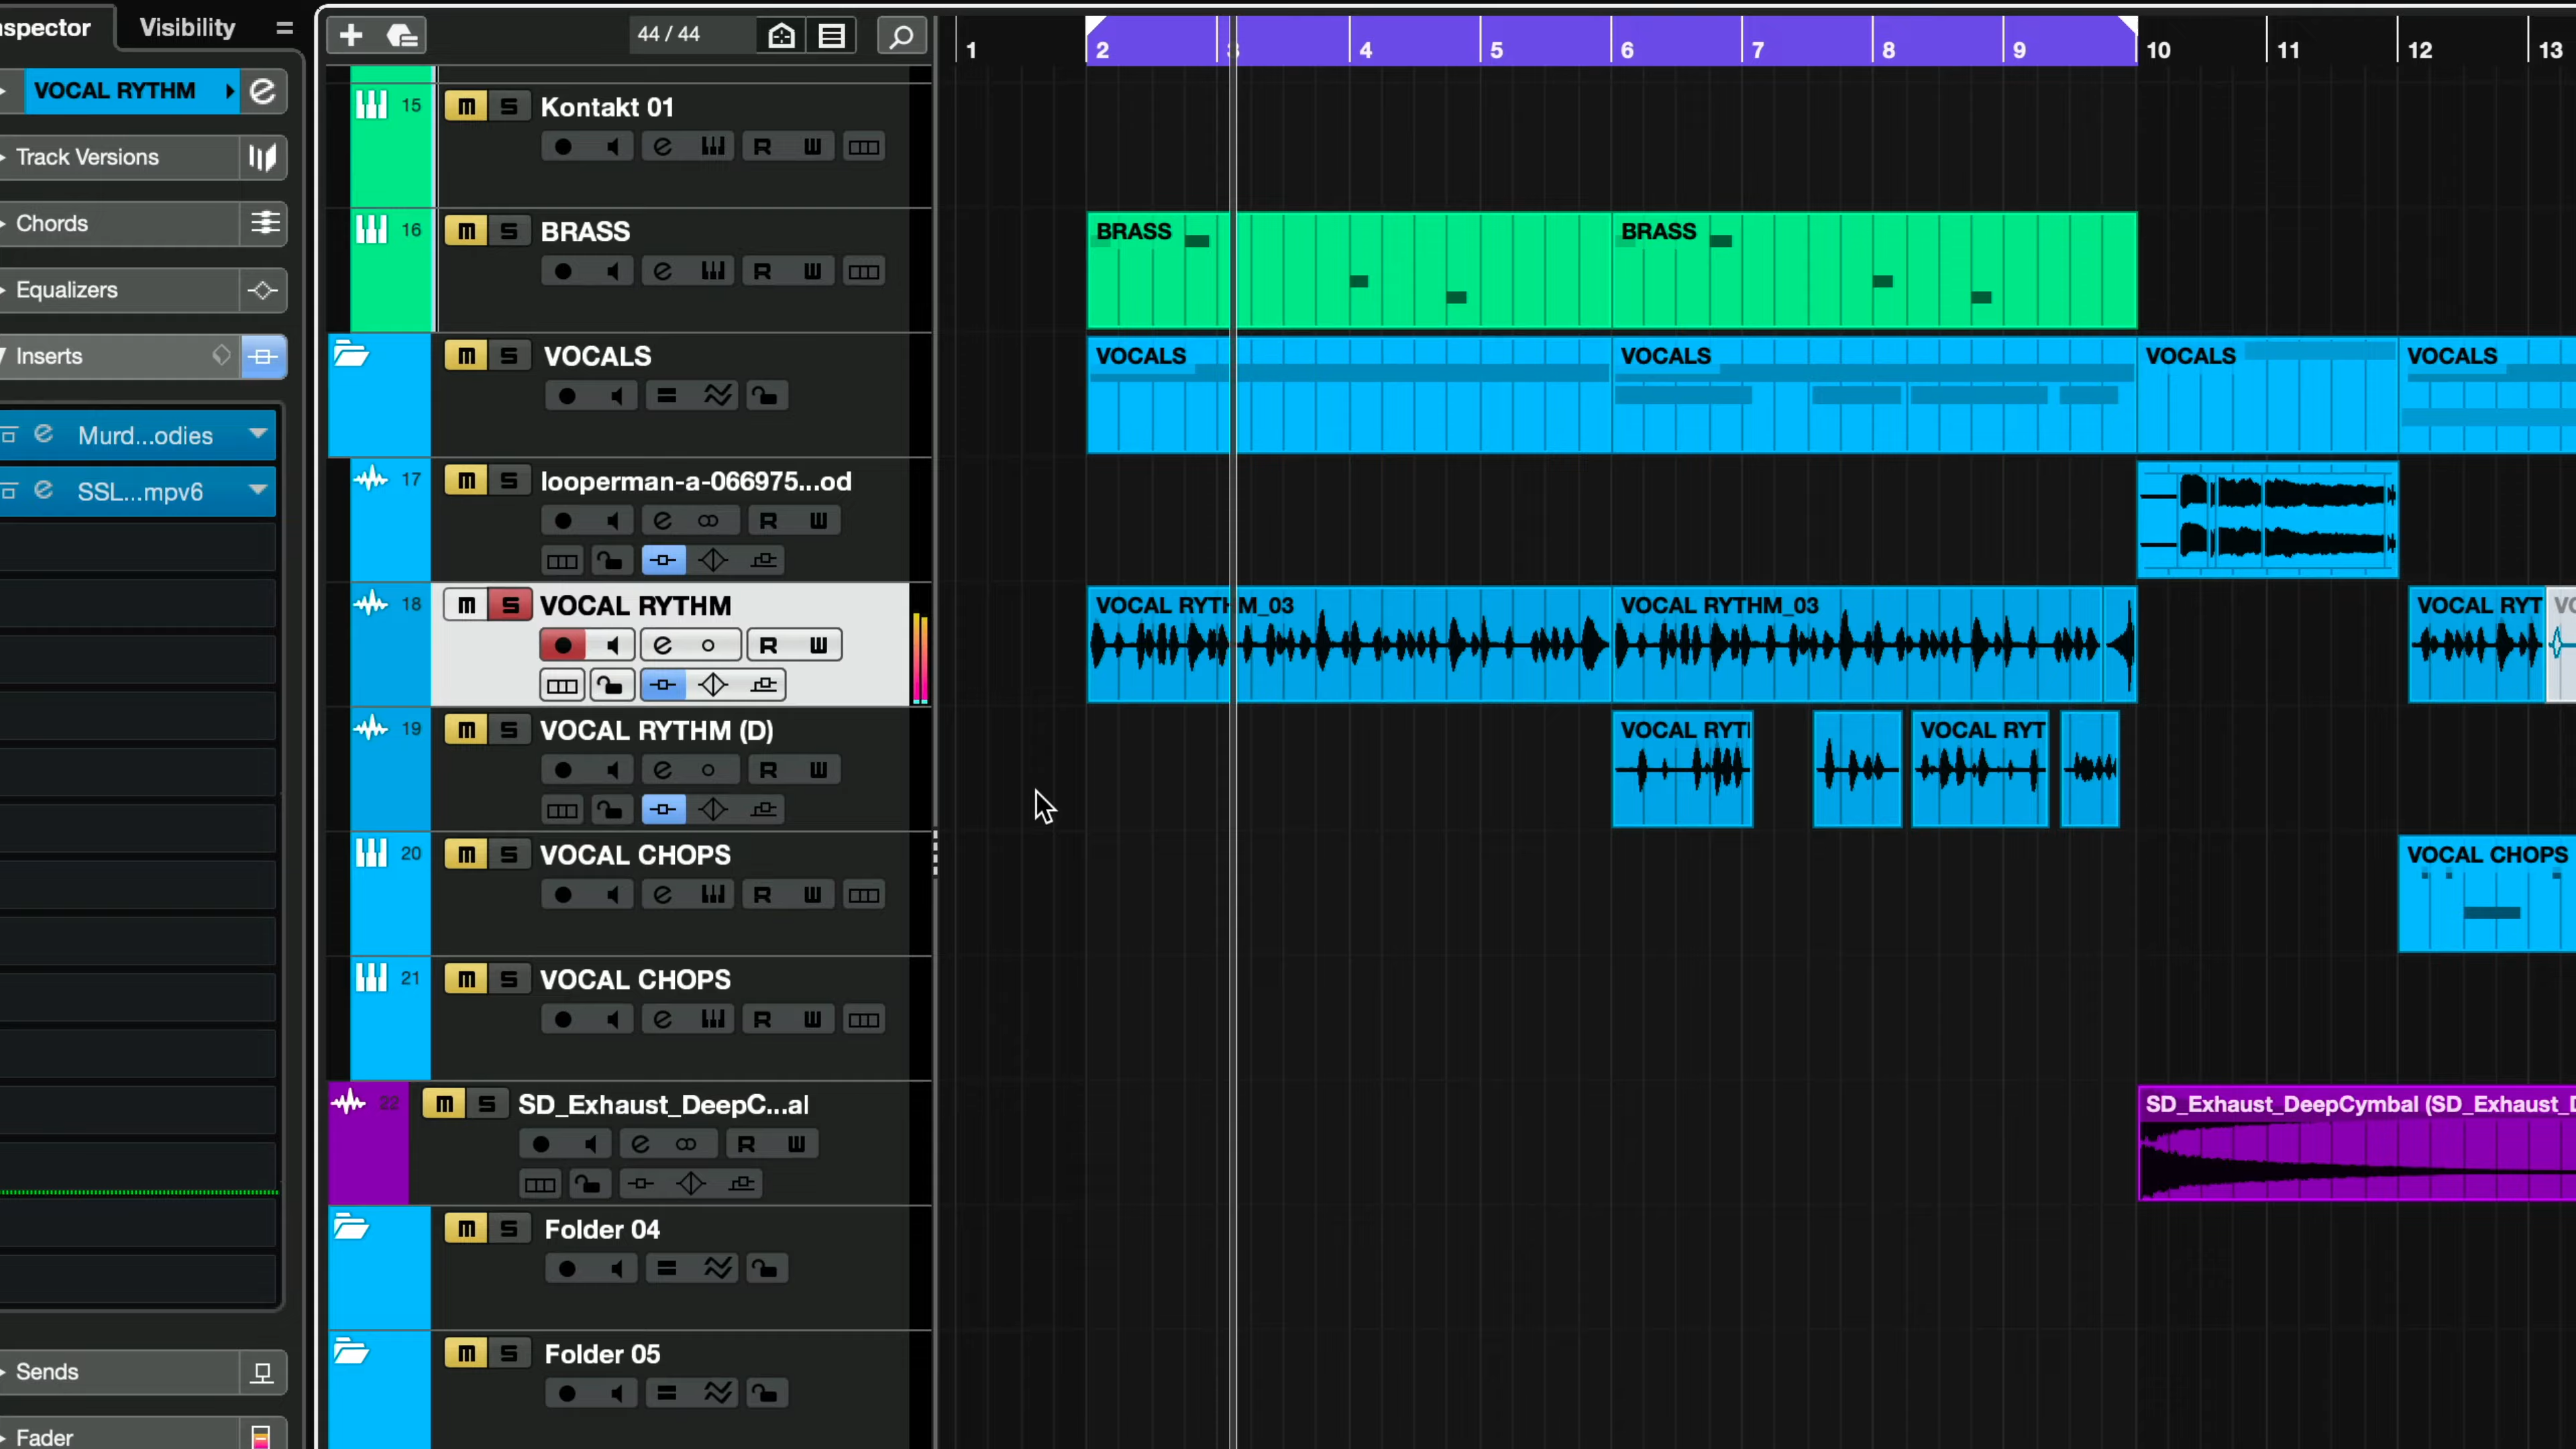 nspector Visibility
44 / 44
1 2 3 4 5 6 7 8 9 10 11 12 13
VOCAL RYTHM
Track Versions
Chords
Equalizers
Inserts
Murd...odies
SSL...mpv6
Sends
Fader
15 m S Kontakt 01
R W
16 m S BRASS
R W
BRASS BRASS
m S VOCALS
VOCALS VOCALS VOCALS VOCALS
17 m S looperman-a-066975...od
R W
18 m S VOCAL RYTHM
R W
VOCAL RYTHM_03 VOCAL RYTHM_03 VOCAL RYT VO
19 m S VOCAL RYTHM (D)
R W
VOCAL RYT VOCAL RYT
20 m S VOCAL CHOPS
R W
VOCAL CHOPS
21 m S VOCAL CHOPS
R W
22 m S SD_Exhaust_DeepC...al
R W
SD_Exhaust_DeepCymbal (SD_Exhaust_D
m S Folder 04
m S Folder 05